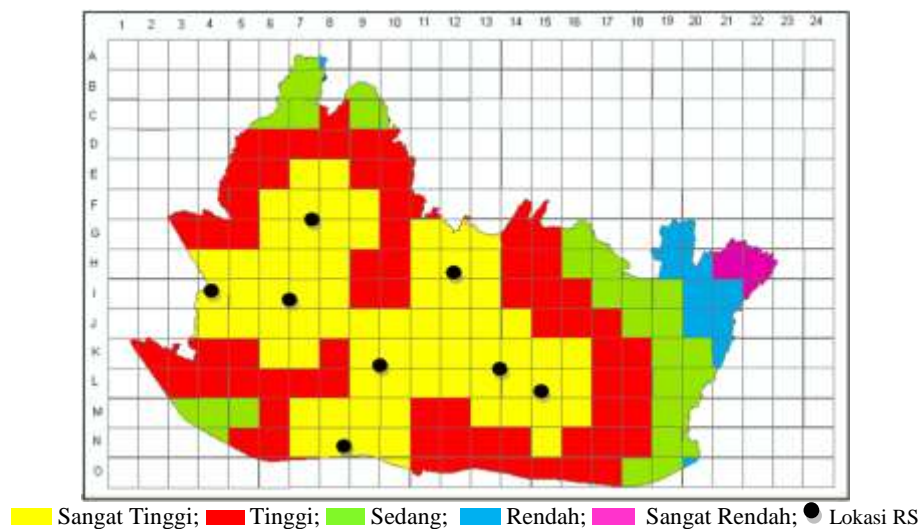 1 2 3 4 5 6 7 8 9 10 11 12 13 14 15 16 17 18 19 20 21 22 23 24
A
B
C
D
E
F
G
H
I
J
K
L
M
N
O
Sangat Tinggi; Tinggi; Sedang; Rendah; Sangat Rendah; Lokasi RS